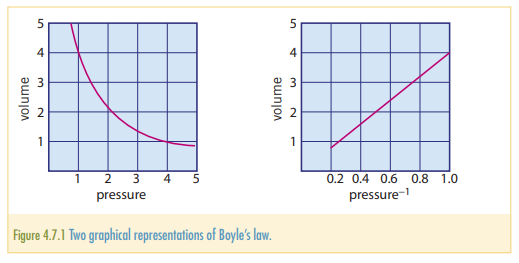 5
4
3
2
1
volume
1 2 3 4 5
pressure
5
4
3
2
1
volume
0.2 0.4 0.6 0.8 1.0
pressure⁻¹
Figure 4.7.1 Two graphical representations of Boyle's law.